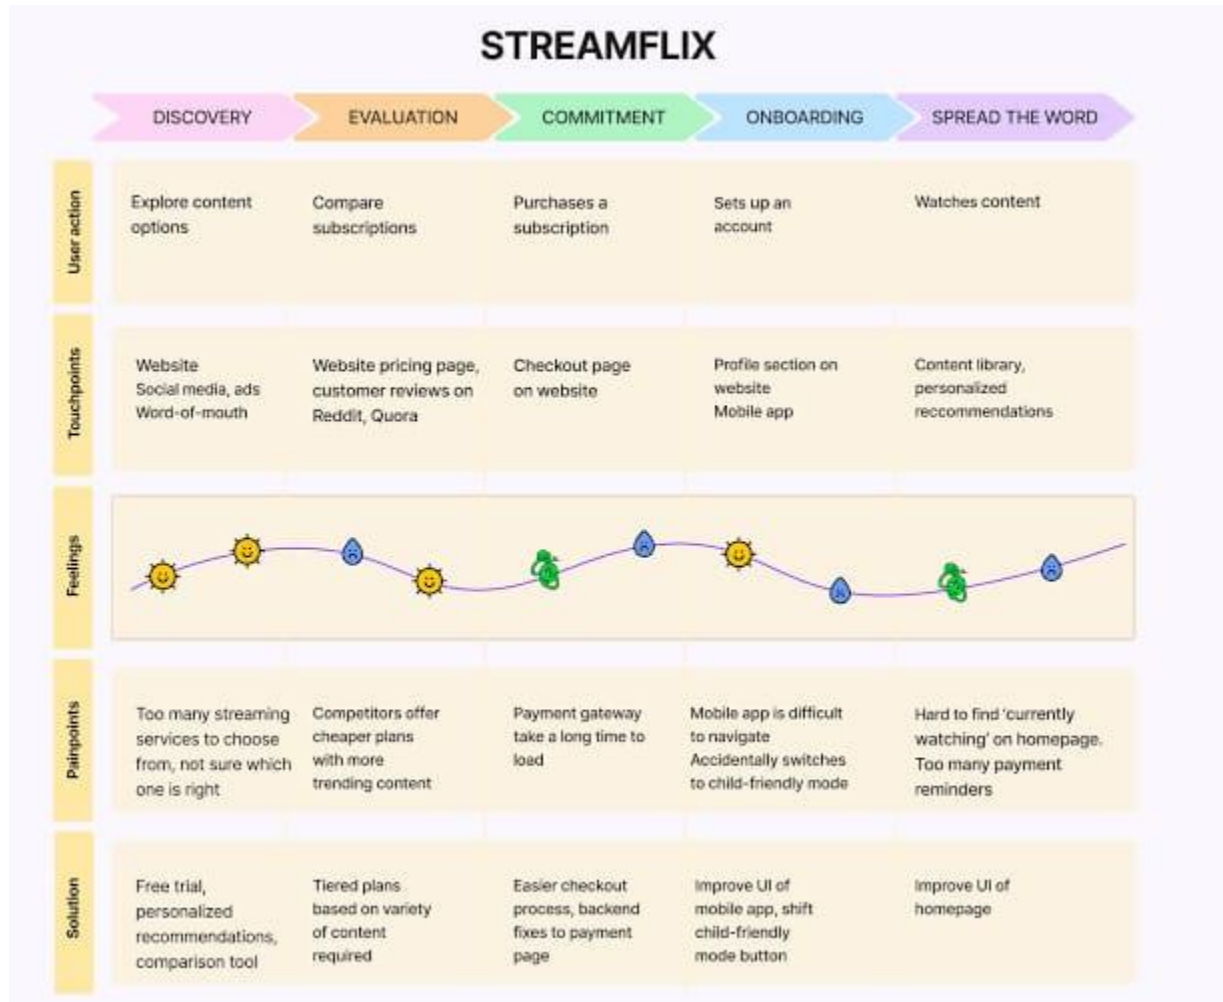 STREAMFLIX
DISCOVERY
EVALUATION
COMMITMENT
ONBOARDING
SPREAD THE WORD
User action
Explore content
options
Compare
subscriptions
Purchases a
subscription
Sets up an
account
Watches content
Touchpoints
Website
Social media, ads
Word-of-mouth
Website pricing page,
customer reviews on
Reddit, Quora
Checkout page
on website
Profile section on
website
Mobile app
Content library,
personalized
reccommendations
Feelings
Painpoints
Too many streaming
services to choose
from, not sure which
one is right
Competitors offer
cheaper plans
with more
trending content
Payment gateway
take a long time to
load
Mobile app is difficult
to navigate
Accidentally switches
to child-friendly mode
Hard to find 'currently
watching' on homepage.
Too many payment
reminders
Solution
Free trial,
personalized
recommendations,
comparison tool
Tiered plans
based on variety
of content
required
Easier checkout
process, backend
fixes to payment
page
Improve UI of
mobile app, shift
child-friendly
mode button
Improve UI of
homepage